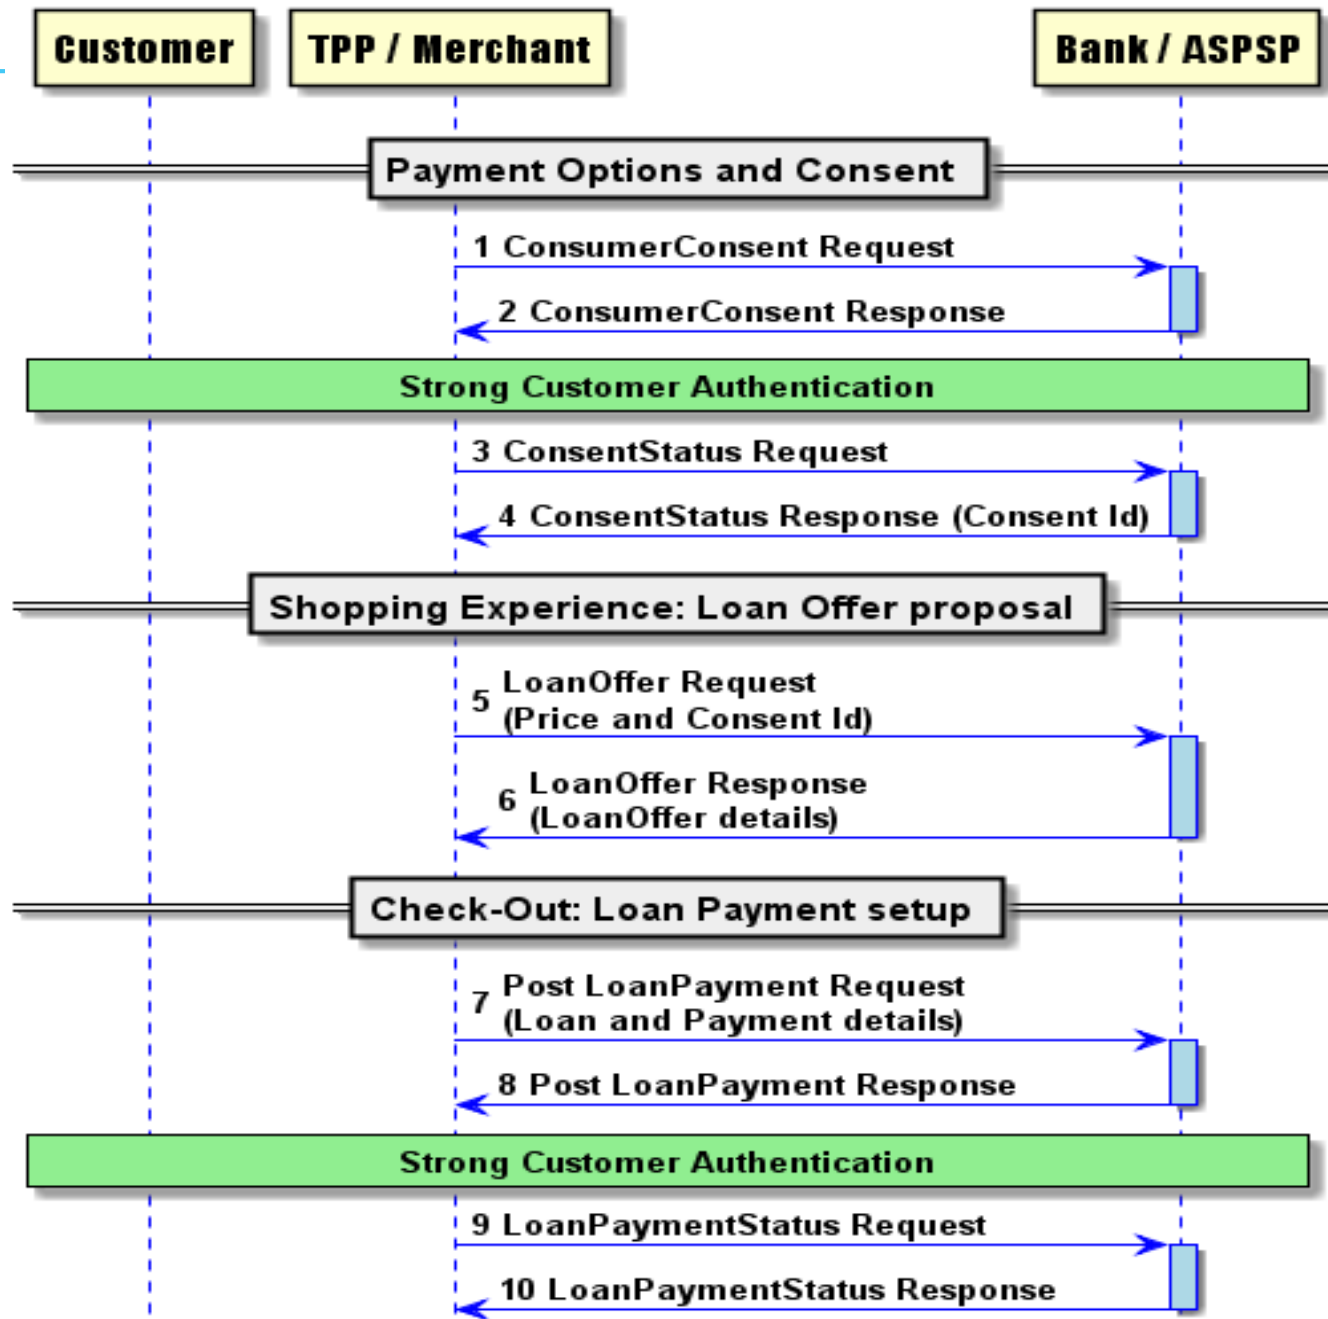 Customer
TPP / Merchant
Bank / ASPSP
Payment Options and Consent
1 ConsumerConsent Request
2 ConsumerConsent Response
Strong Customer Authentication
3 ConsentStatus Request
4 ConsentStatus Response (Consent Id)
Shopping Experience: Loan Offer proposal
5 LoanOffer Request
(Price and Consent Id)
6 LoanOffer Response
(LoanOffer details)
Check-Out: Loan Payment setup
7 Post LoanPayment Request
(Loan and Payment details)
8 Post LoanPayment Response
Strong Customer Authentication
9 LoanPaymentStatus Request
10 LoanPaymentStatus Response